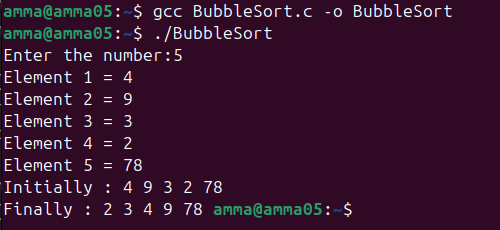 amma@amma05:~$ gcc BubbleSort.c -o BubbleSort
amma@amma05:~$ ./BubbleSort
Enter the number:5
Element 1 = 4
Element 2 = 9
Element 3 = 3
Element 4 = 2
Element 5 = 78
Initially : 4 9 3 2 78
Finally : 2 3 4 9 78 amma@amma05:~$